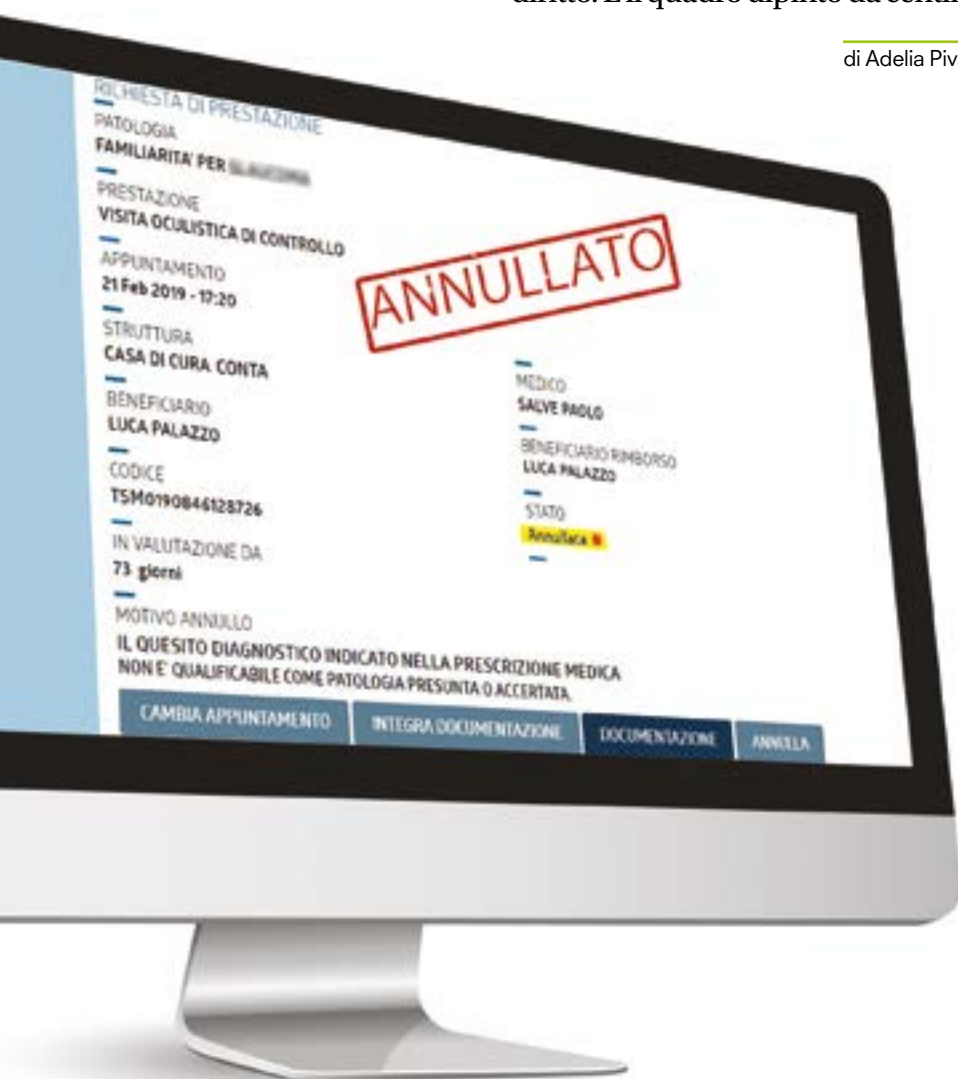 di Adelia Piv
RICHIESTA DI PRESTAZIONE
PATOLOGIA
FAMILIARITA' PER
PRESTAZIONE
VISITA OCULISTICA DI CONTROLLO
APPUNTAMENTO
21 Feb 2019 - 17:20
STRUTTURA
CASA DI CURA CONTA
BENEFICIARIO
LUCA PALAZZO
CODICE
TSM0190846128726
IN VALUTAZIONE DA
73 giorni
MOTIVO ANNULLO
IL QUESITO DIAGNOSTICO INDICATO NELLA PRESCRIZIONE MEDICA
NON E' QUALIFICABILE COME PATOLOGIA PRESUNTA O ACCERTATA.
ANNULLATO
MEDICO
SALVE PAOLO
BENEFICIARIO RIMBORSO
LUCA PALAZZO
STATO
Annullata
CAMBIA APPUNTAMENTO
INTEGRA DOCUMENTAZIONE
DOCUMENTAZIONE
ANNULLA